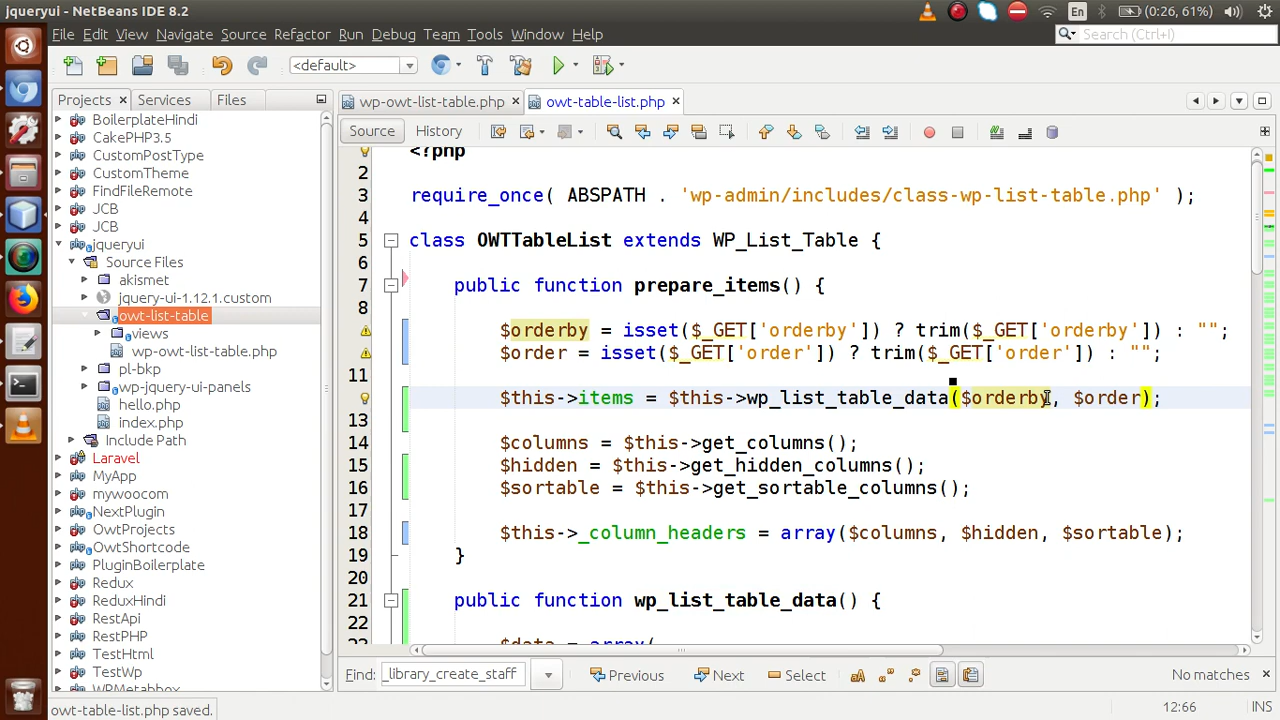 jqueryui - NetBeans IDE 8.2
En
(0:26, 61%)
File Edit View Navigate Source Refactor Run Debug Team Tools Window Help
Search (Ctrl+I)
<default>
Projects Services Files
wp-owt-list-table.php owt-table-list.php
Source History
BoilerplateHindi
CakePHP3.5
CustomPostType
CustomTheme
FindFileRemote
JCB
JCB
jqueryui
Source Files
akismet
jquery-ui-1.12.1.custom
owt-list-table
views
wp-owt-list-table.php
pl-bkp
wp-jquery-ui-panels
hello.php
index.php
Include Path
Laravel
MyApp
mywoocom
NextPlugin
OwtProjects
OwtShortcode
PluginBoilerplate
Redux
ReduxHindi
RestApi
RestPHP
TestHtml
TestWp
WPMetabbox
<?php
2
3 require_once( ABSPATH . 'wp-admin/includes/class-wp-list-table.php' );
4
5 class OWTTableList extends WP_List_Table {
6
7 public function prepare_items() {
8
$orderby = isset($_GET['orderby']) ? trim($_GET['orderby']) : "";
$order = isset($_GET['order']) ? trim($_GET['order']) : "";
11
$this->items = $this->wp_list_table_data($orderby, $order);
13
14 $columns = $this->get_columns();
15 $hidden = $this->get_hidden_columns();
16 $sortable = $this->get_sortable_columns();
17
18 $this->_column_headers = array($columns, $hidden, $sortable);
19 }
20
21 public function wp_list_table_data() {
22
23 $data = array(
Find: _library_create_staff Previous Next Select No matches
owt-table-list.php saved.
12:66 INS